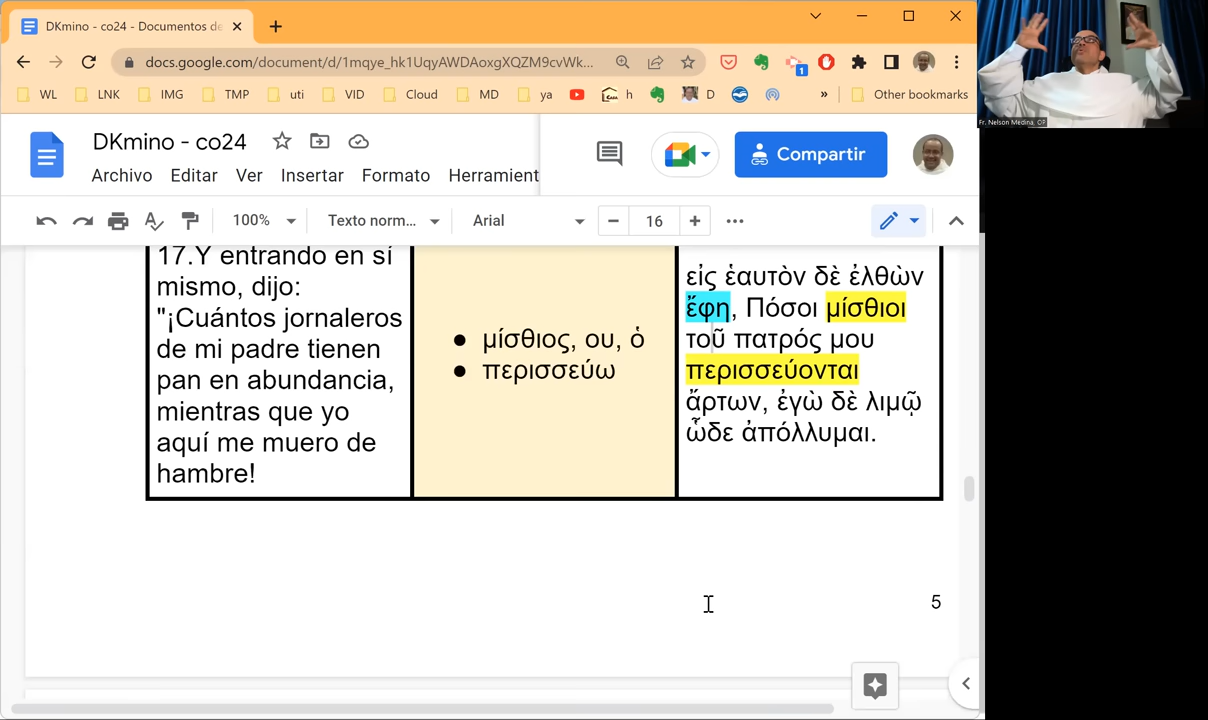 DKmino - co24 - Documentos de
docs.google.com/document/d/1mqye_hk1UqyAWDAoxgXQZM9cvWk...
WL LNK IMG TMP uti VID Cloud MD ya h D » Other bookmarks
Fr. Nelson Medina, OP
DKmino - co24
Compartir
Archivo Editar Ver Insertar Formato Herramient
100% Texto norm... Arial 16
17.Y entrando en sí
mismo, dijo:
"¡Cuántos jornaleros
de mi padre tienen
pan en abundancia,
mientras que yo
aquí me muero de
hambre!
● μίσθιος, ου, ὁ
● περισσεύω
εἰς ἑαυτὸν δὲ ἐλθὼν
ἔφη, Πόσοι μίσθιοι
τοῦ πατρός μου
περισσεύονται
ἄρτων, ἐγὼ δὲ λιμῷ
ὧδε ἀπόλλυμαι.
5